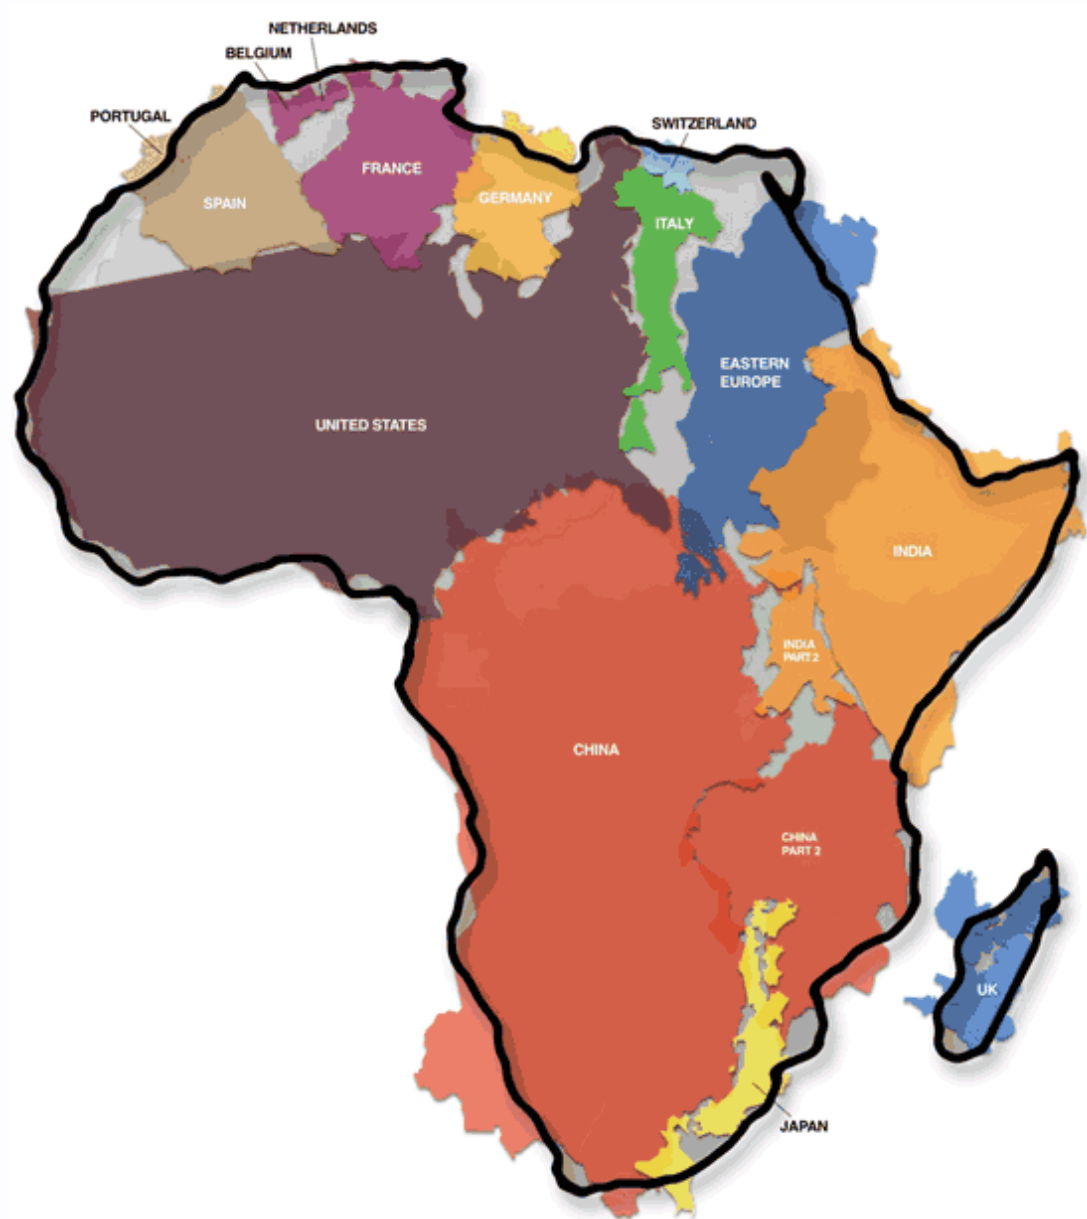 NETHERLANDS
BELGIUM
PORTUGAL
SWITZERLAND
FRANCE
GERMANY
SPAIN
ITALY
EASTERN
EUROPE
UNITED STATES
INDIA
INDIA
PART 2
CHINA
CHINA
PART 2
UK
JAPAN